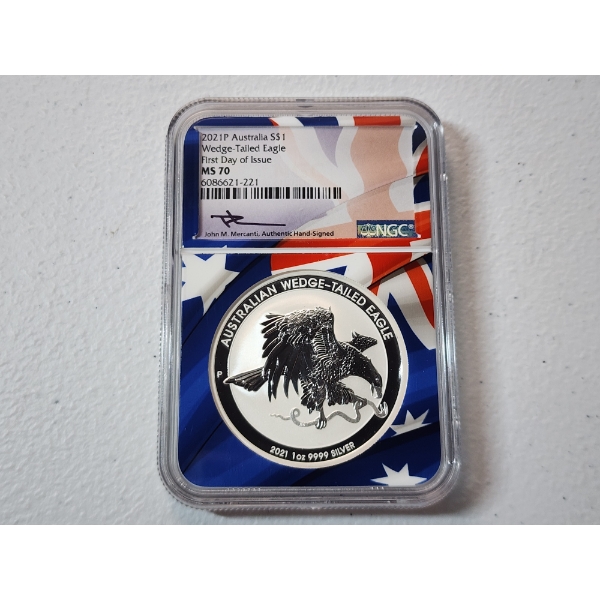 2021P Australia S$1
Wedge-Tailed Eagle
First Day of Issue
MS 70
6086621-221
John M. Mercanti, Authentic Hand-Signed
NGC
AUSTRALIAN WEDGE-TAILED EAGLE
P
2021 1oz 9999 SILVER